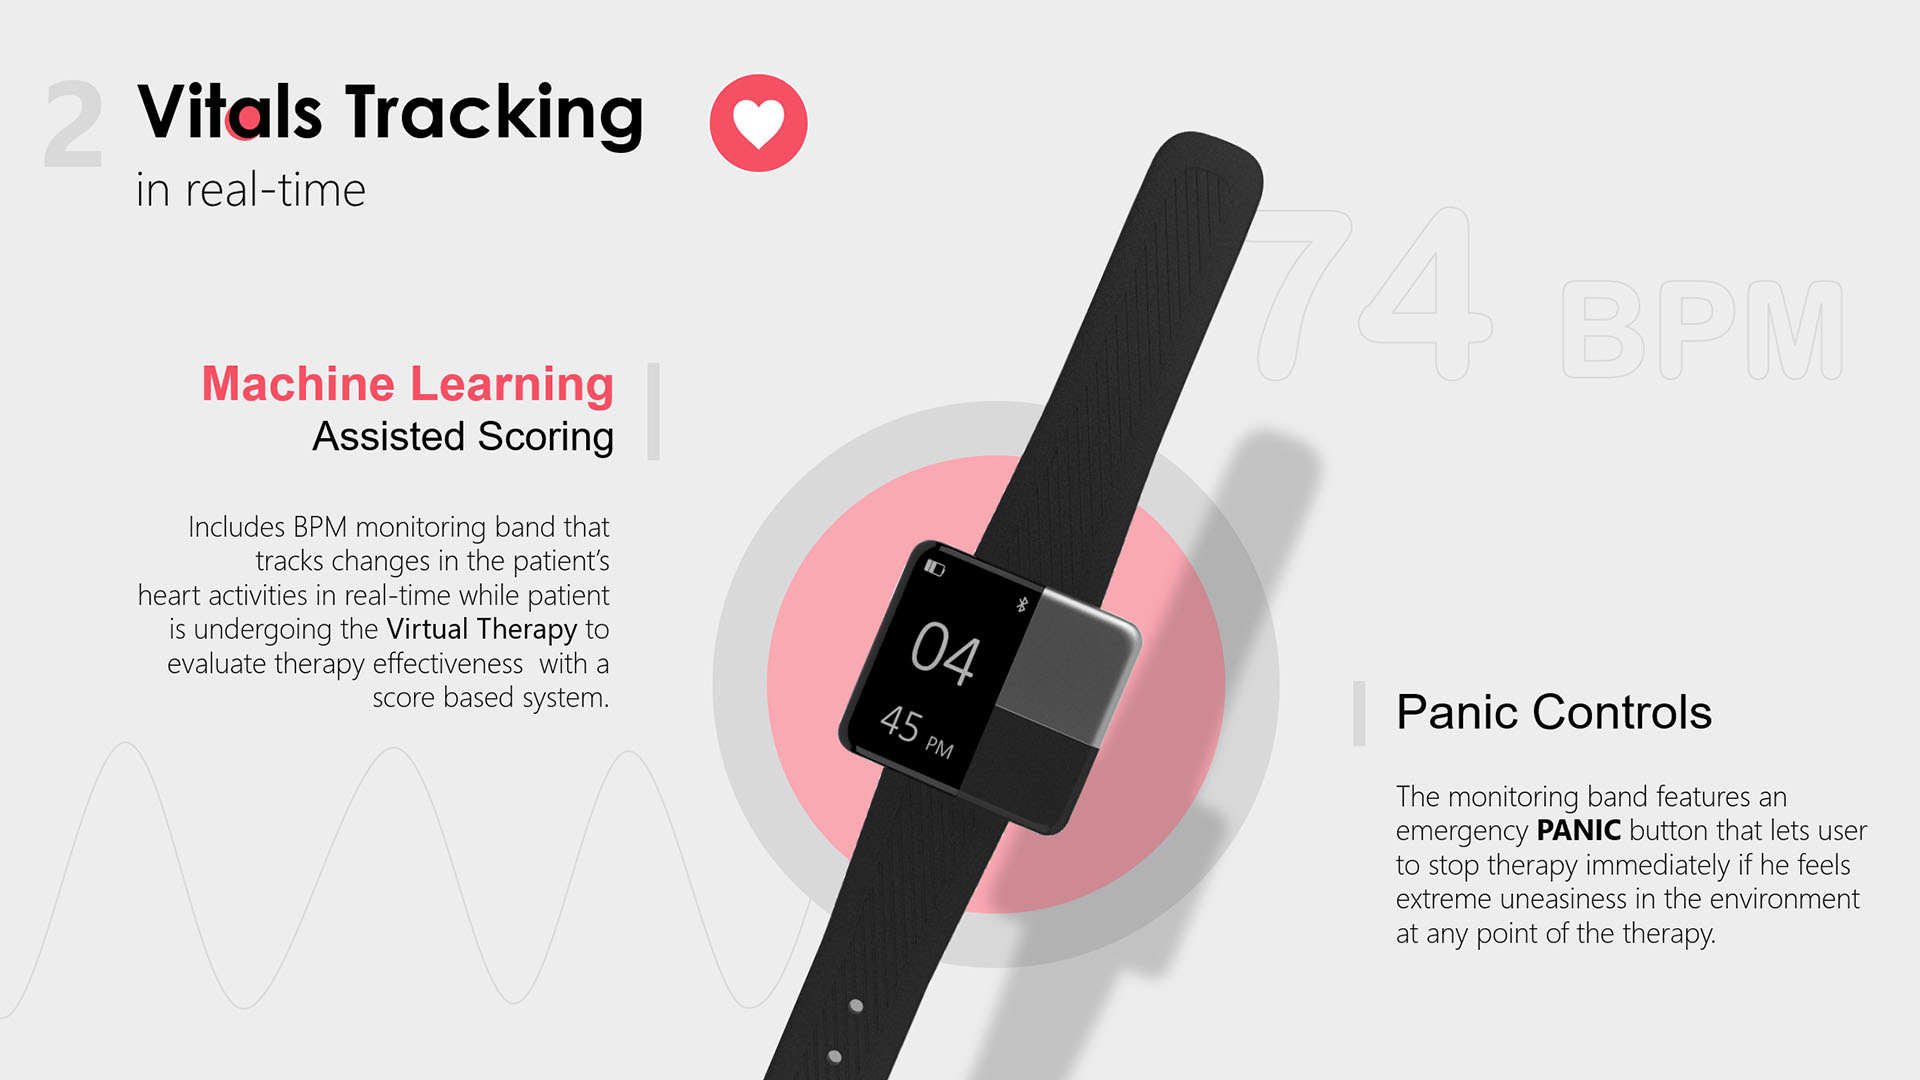 2
Vitals Tracking
in real-time
74 BPM
Machine Learning
Assisted Scoring
Includes BPM monitoring band that
tracks changes in the patient’s
heart activities in real-time while patient
is undergoing the Virtual Therapy to
evaluate therapy effectiveness  with a
score based system.
04
45 PM
Panic Controls
The monitoring band features an
emergency PANIC button that lets user
to stop therapy immediately if he feels
extreme uneasiness in the environment
at any point of the therapy.